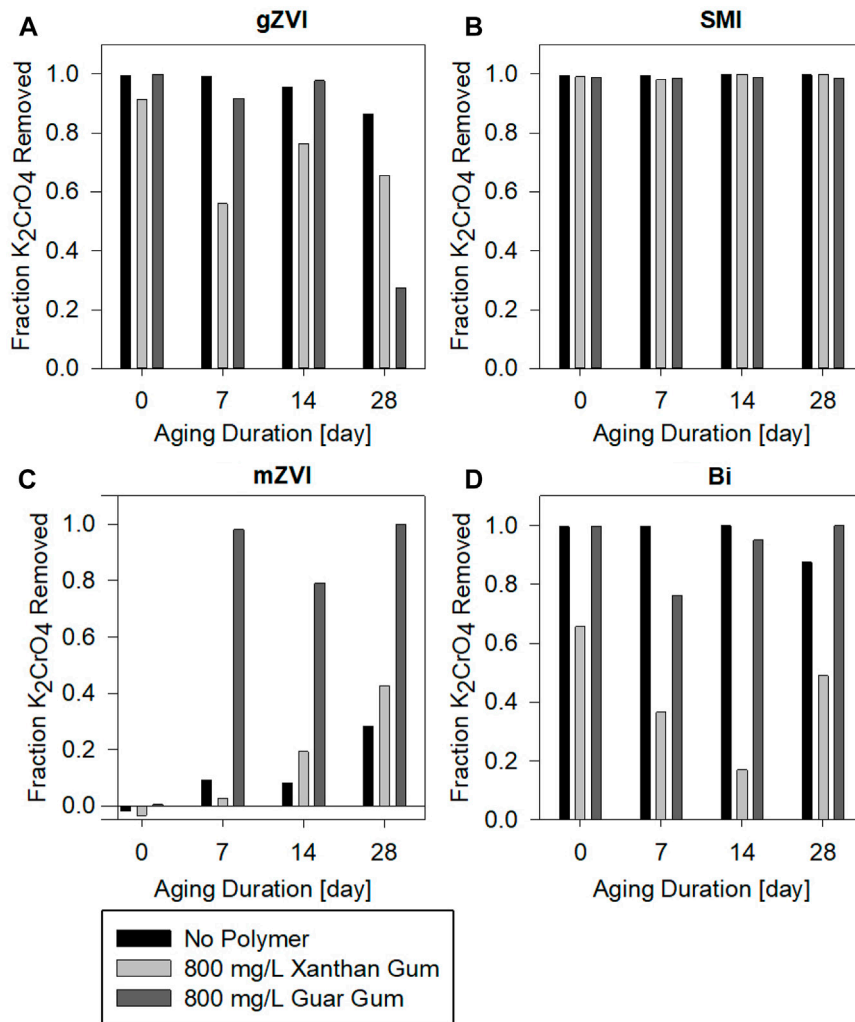 A
gZVI
Fraction K2CrO4 Removed
1.0
0.8
0.6
0.4
0.2
0.0
0 7 14 28
Aging Duration [day]
B
SMI
Fraction K2CrO4 Removed
1.0
0.8
0.6
0.4
0.2
0.0
0 7 14 28
Aging Duration [day]
C
mZVI
Fraction K2CrO4 Removed
1.0
0.8
0.6
0.4
0.2
0.0
0 7 14 28
Aging Duration [day]
D
Bi
Fraction K2CrO4 Removed
1.0
0.8
0.6
0.4
0.2
0.0
0 7 14 28
Aging Duration [day]
No Polymer
800 mg/L Xanthan Gum
800 mg/L Guar Gum